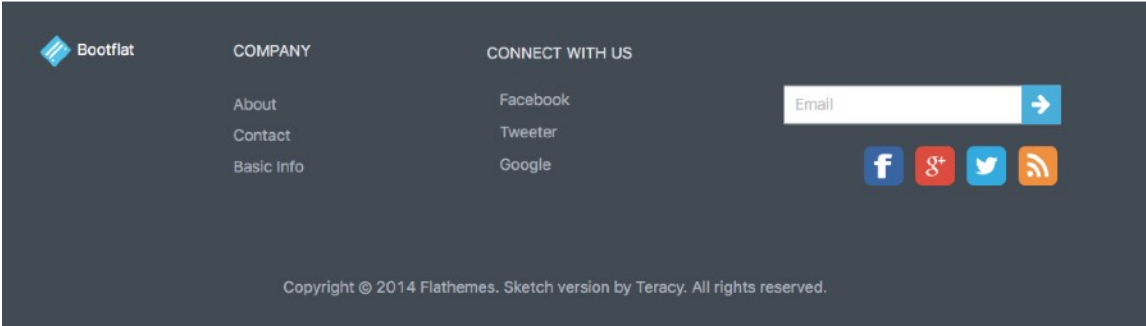 Bootflat
COMPANY
About
Contact
Basic Info
CONNECT WITH US
Facebook
Tweeter
Google
Email
f
g+
Copyright © 2014 Flathemes. Sketch version by Teracy. All rights reserved.